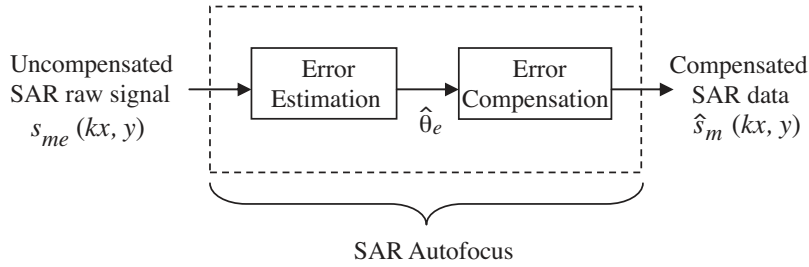 Uncompensated
SAR raw signal
s_me (kx, y)
Error
Estimation
θ̂_e
Error
Compensation
Compensated
SAR data
ŝ_m (kx, y)
SAR Autofocus